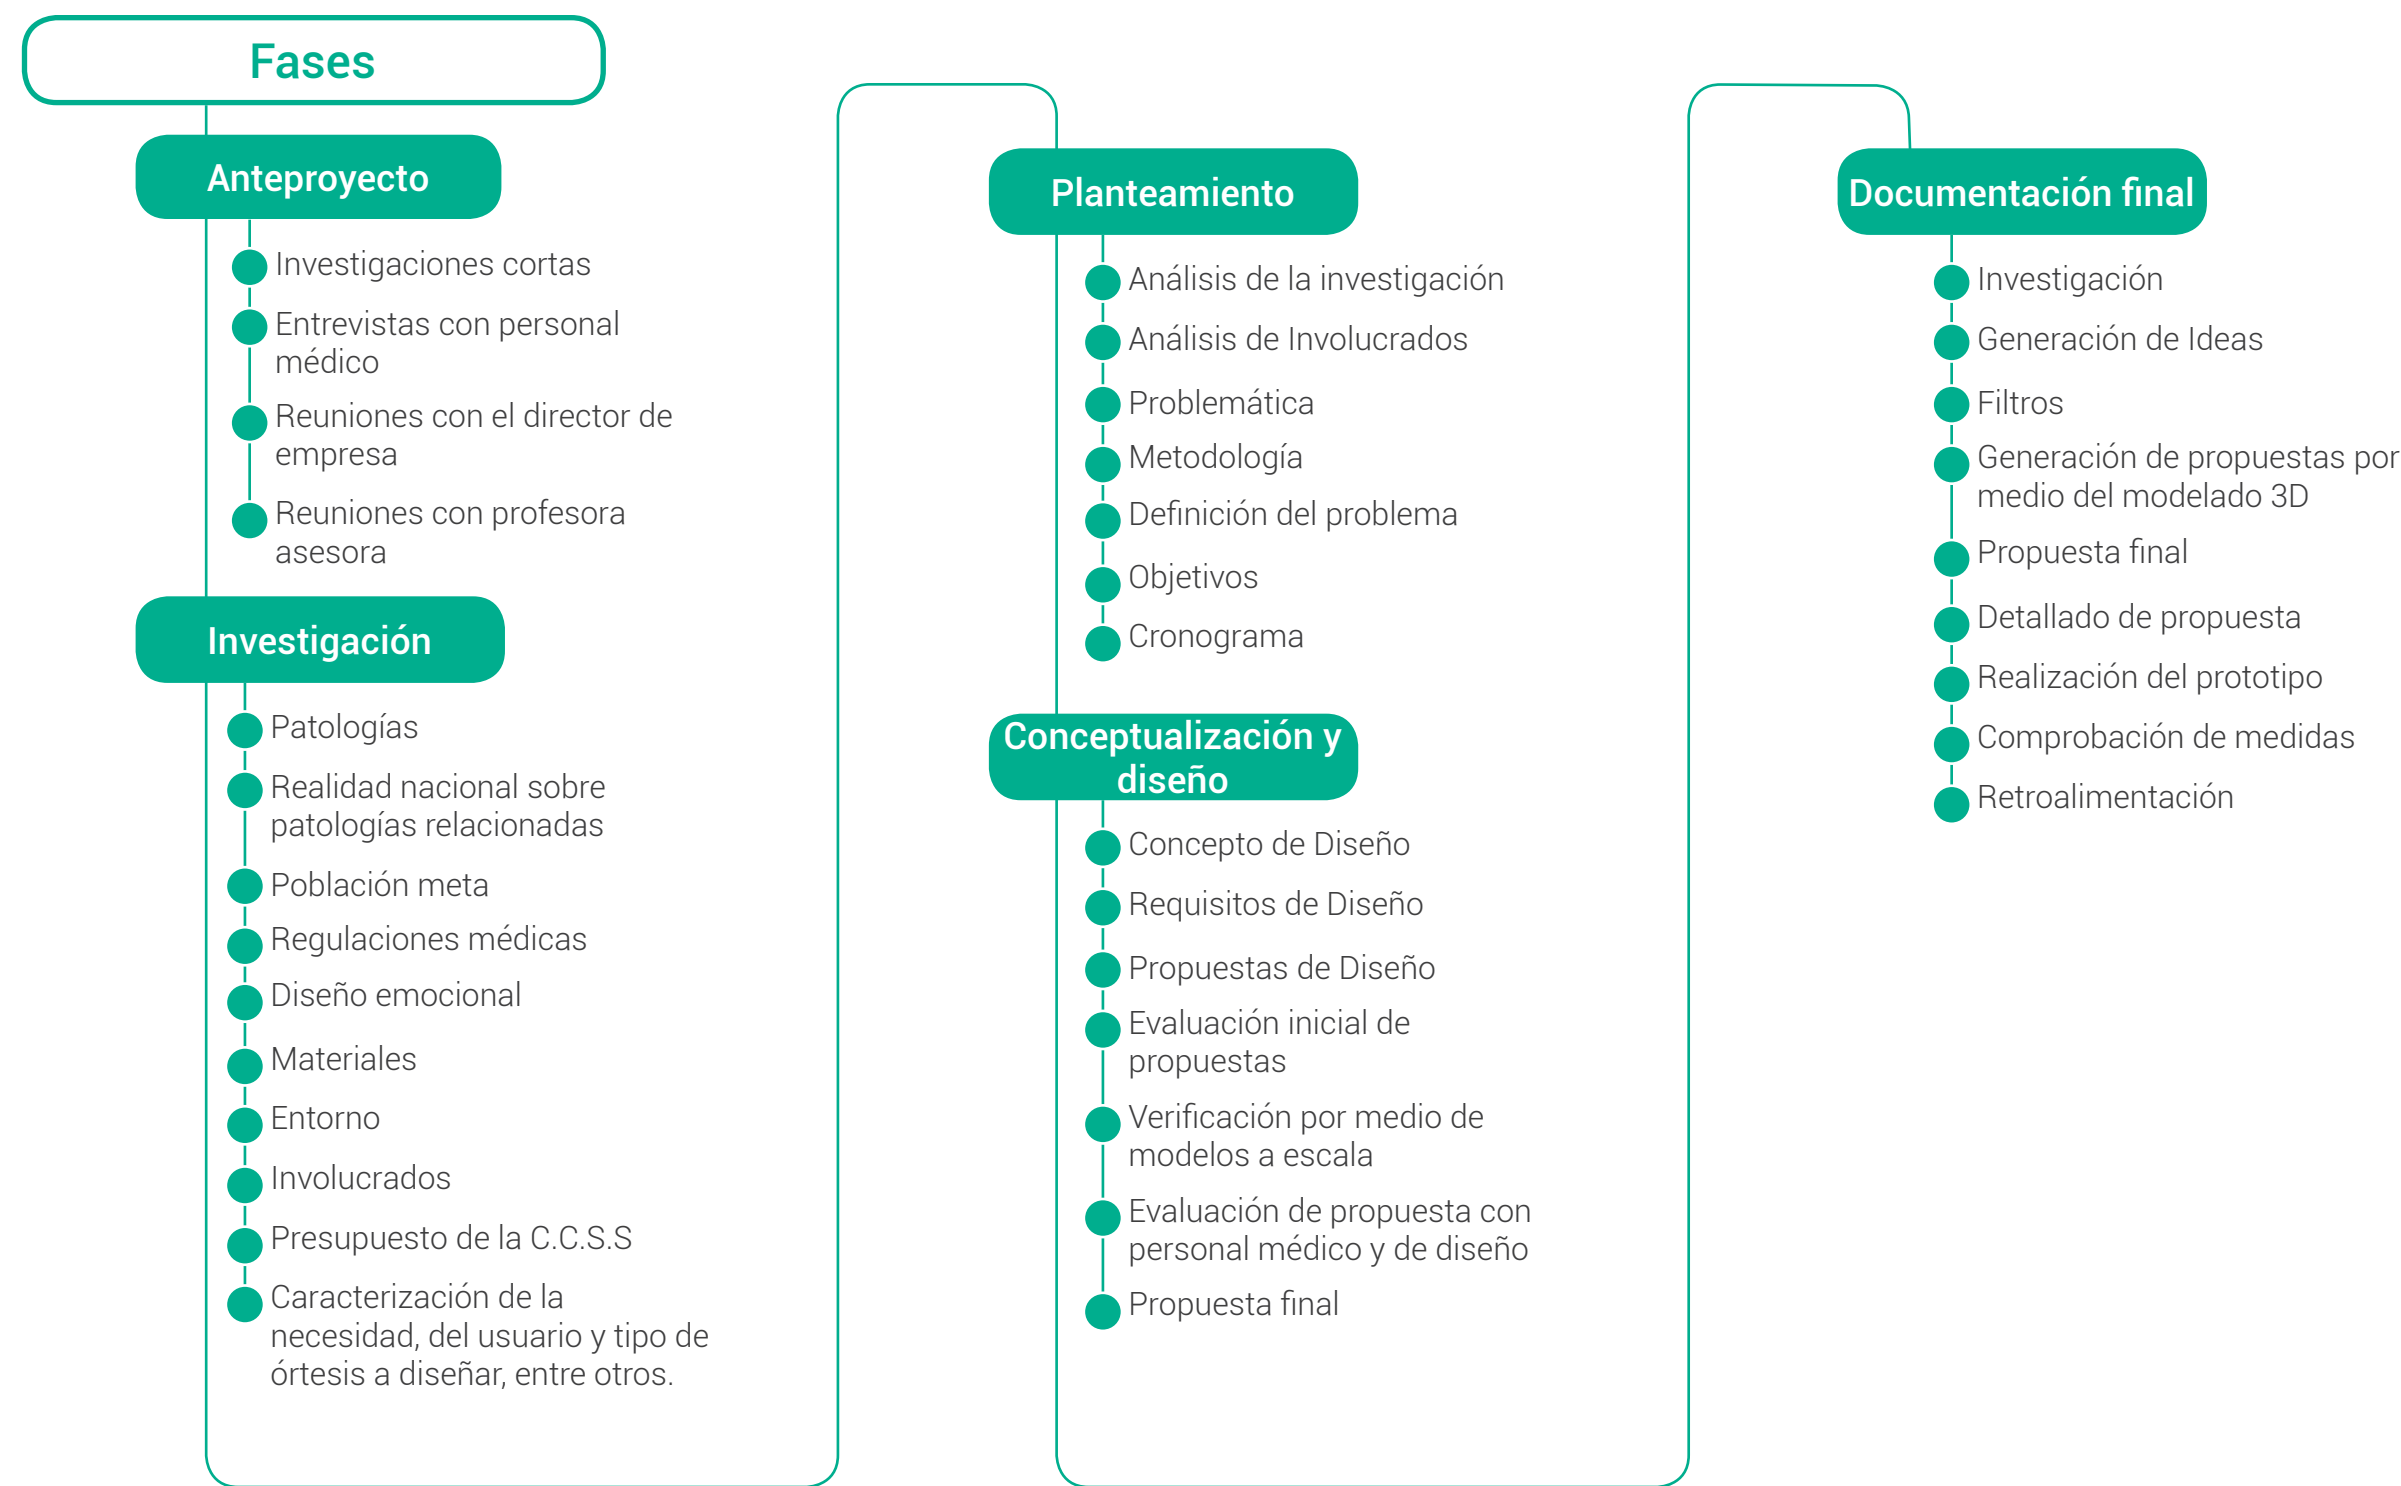 Fases
Anteproyecto
Investigaciones cortas
Entrevistas con personal
médico
Reuniones con el director de
empresa
Reuniones con profesora
asesora
Investigación
Patologías
Realidad nacional sobre
patologías relacionadas
Población meta
Regulaciones médicas
Diseño emocional
Materiales
Entorno
Involucrados
Presupuesto de la C.C.S.S
Caracterización de la
necesidad, del usuario y tipo de
órtesis a diseñar, entre otros.
Planteamiento
Análisis de la investigación
Análisis de Involucrados
Problemática
Metodología
Definición del problema
Objetivos
Cronograma
Conceptualización y
diseño
Concepto de Diseño
Requisitos de Diseño
Propuestas de Diseño
Evaluación inicial de
propuestas
Verificación por medio de
modelos a escala
Evaluación de propuesta con
personal médico y de diseño
Propuesta final
Documentación final
Investigación
Generación de Ideas
Filtros
Generación de propuestas por
medio del modelado 3D
Propuesta final
Detallado de propuesta
Realización del prototipo
Comprobación de medidas
Retroalimentación